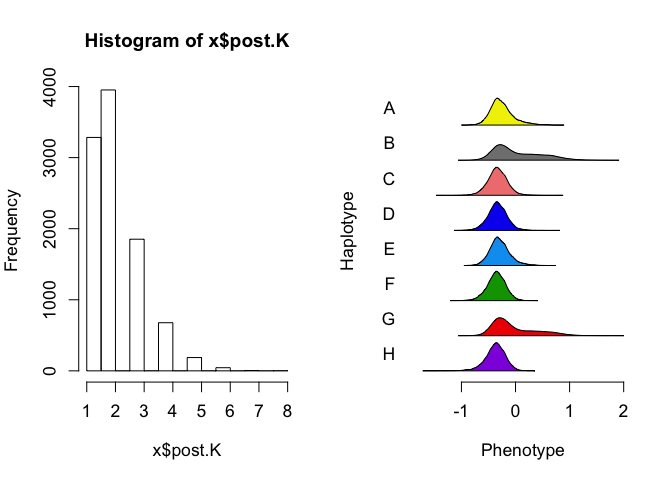 Histogram of x$post.K
Frequency
0
1000
2000
3000
4000
1 2 3 4 5 6 7 8
x$post.K
Haplotype
A
B
C
D
E
F
G
H
-1 0 1 2
Phenotype